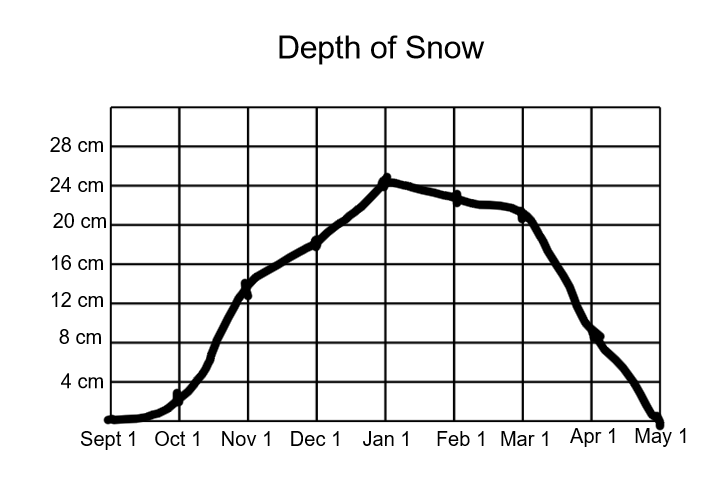 Depth of Snow
28 cm
24 cm
20 cm
16 cm
12 cm
8 cm
4 cm
Sept 1 Oct 1 Nov 1 Dec 1 Jan 1 Feb 1 Mar 1 Apr 1 May 1